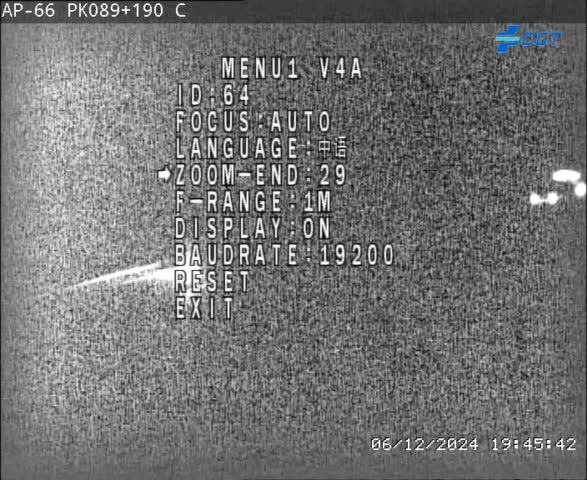 AP-66 PK089+190 C
DGT
MENU1 V4A
ID:64
FOCUS:AUTO
LANGUAGE:中语
ZOOM-END:29
F-RANGE:1M
DISPLAY:ON
BAUDRATE:19200
RESET
EXIT
06/12/2024 19:45:42